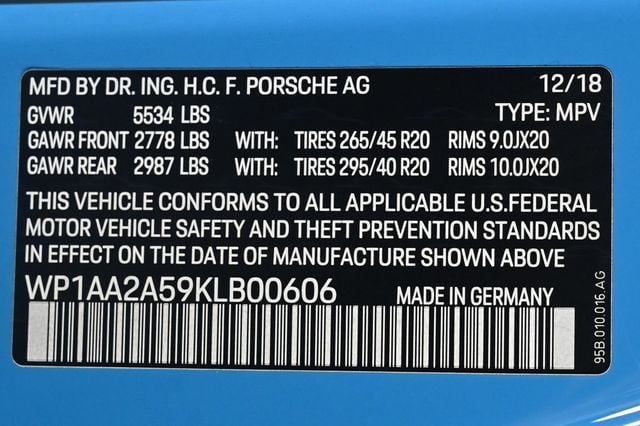 MFD BY DR. ING. H.C. F. PORSCHE AG 12/18
GVWR 5534 LBS TYPE: MPV
GAWR FRONT 2778 LBS WITH: TIRES 265/45 R20 RIMS 9.0JX20
GAWR REAR 2987 LBS WITH: TIRES 295/40 R20 RIMS 10.0JX20
THIS VEHICLE CONFORMS TO ALL APPLICABLE U.S.FEDERAL
MOTOR VEHICLE SAFETY AND THEFT PREVENTION STANDARDS
IN EFFECT ON THE DATE OF MANUFACTURE SHOWN ABOVE
WP1AA2A59KLB00606 MADE IN GERMANY
95B.010.016.AG